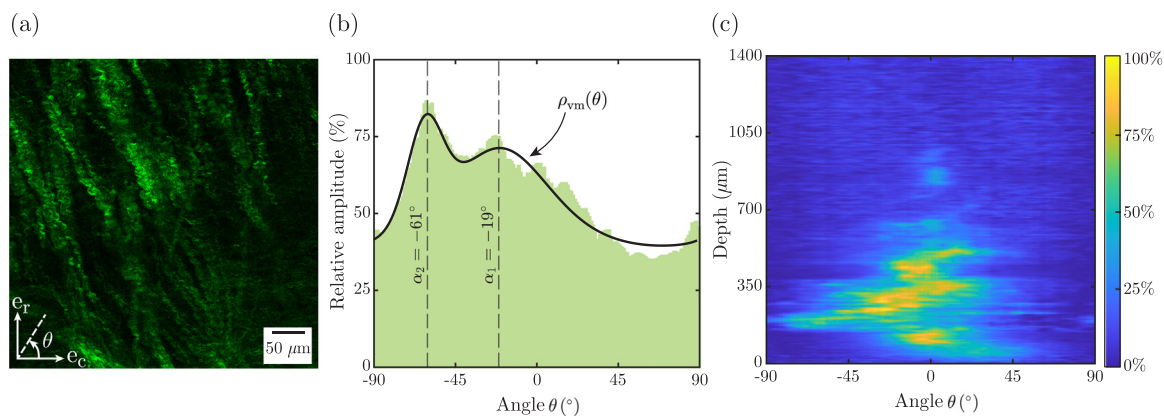 (a)
e_r
θ
e_c
50 μm
(b)
Relative amplitude (%)
100
75
50
25
0
-90
-45
0
45
90
Angle θ (°)
α₂ = −61°
α₁ = −19°
ρ_vm(θ)
(c)
Depth (μm)
1400
1050
700
350
0
-90
-45
0
45
90
Angle θ (°)
100%
75%
50%
25%
0%